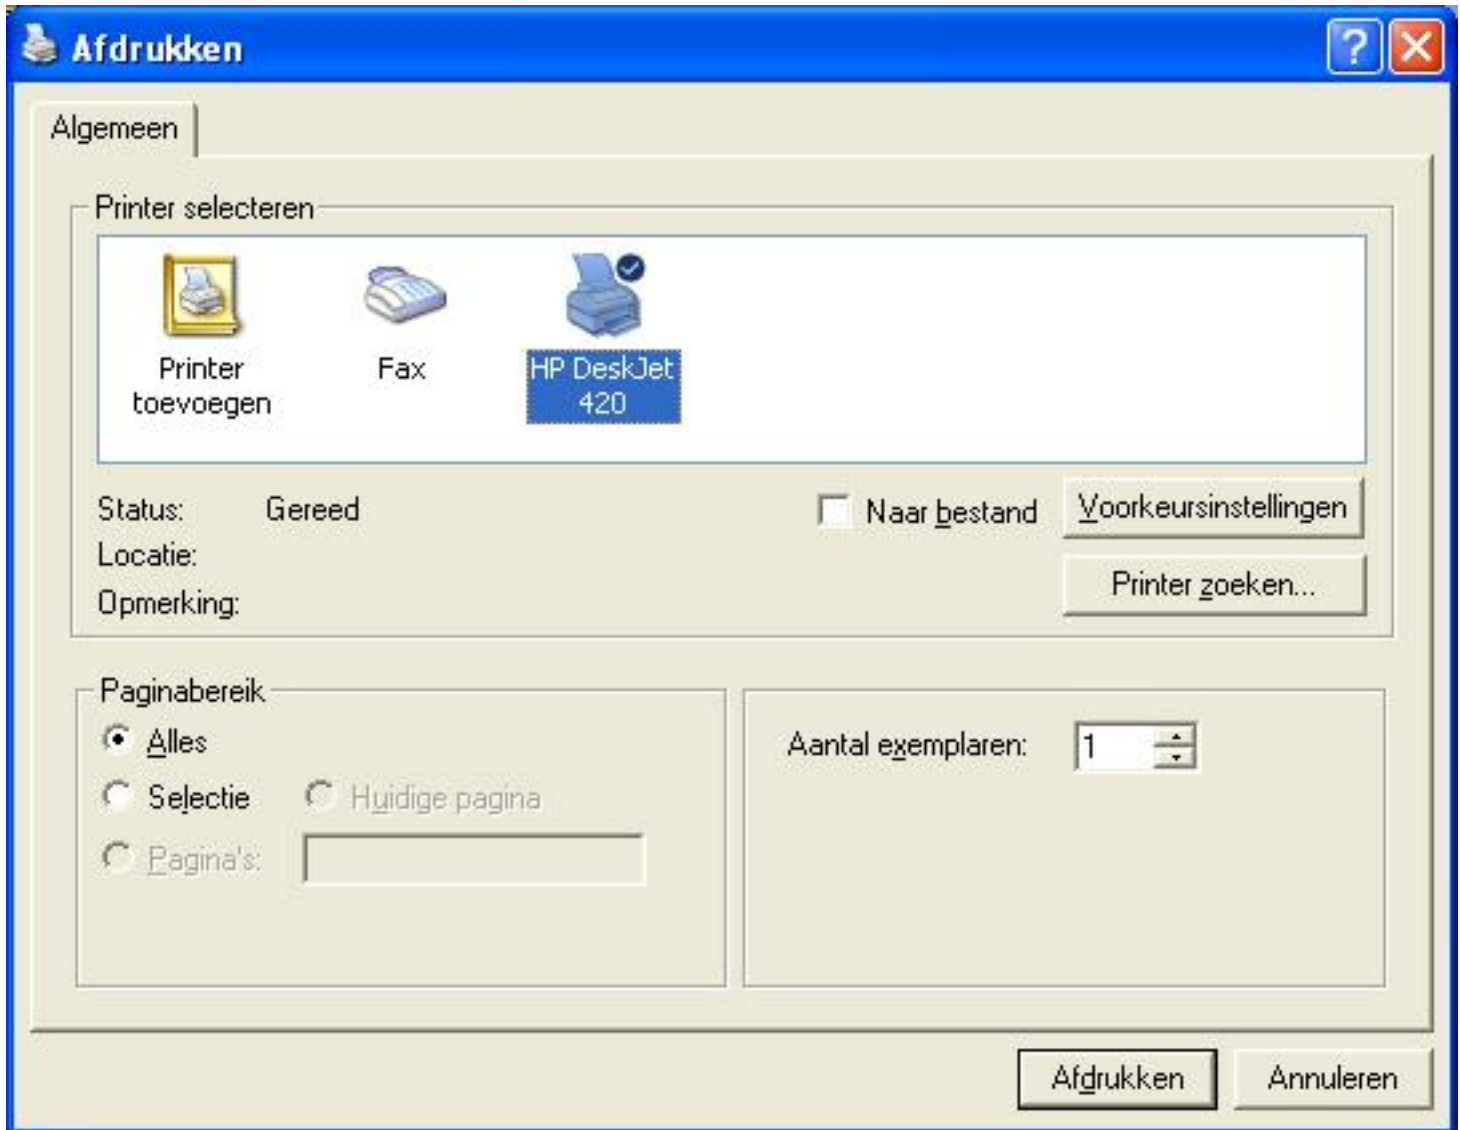 Afdrukken
Algemeen
Printer selecteren
Printer
toevoegen
Fax
HP DeskJet
420
Status: Gereed
Naar bestand
Voorkeursinstellingen
Locatie:
Printer zoeken...
Opmerking:
Paginabereik
Alles
Selectie
Huidige pagina
Pagina's:
Aantal exemplaren: 1
Afdrukken
Annuleren